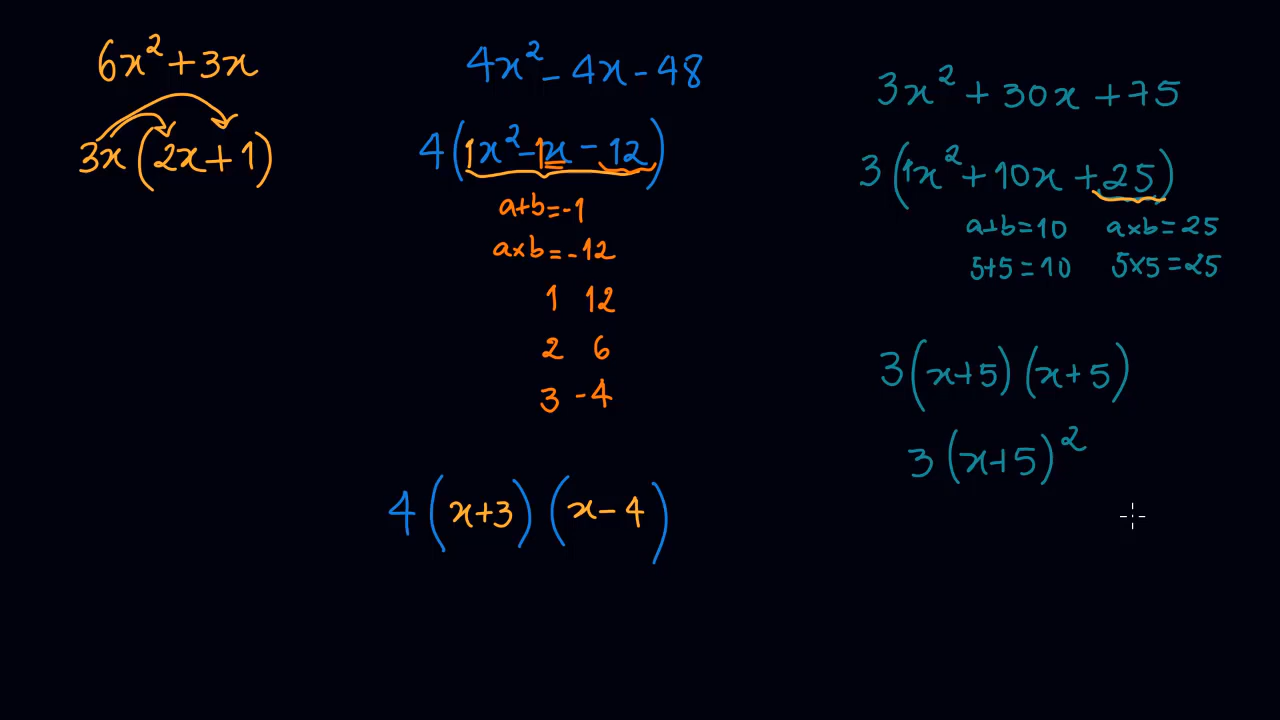 6x² + 3x
3x(2x + 1)
4x² - 4x - 48
4(1x² - 1x - 12)
a+b = -1
a×b = -12
1 12
2 6
3 -4
4(x+3)(x-4)
3x² + 30x + 75
3(1x² + 10x + 25)
a+b = 10 a×b = 25
5+5 = 10 5×5 = 25
3(x+5)(x+5)
3(x+5)²